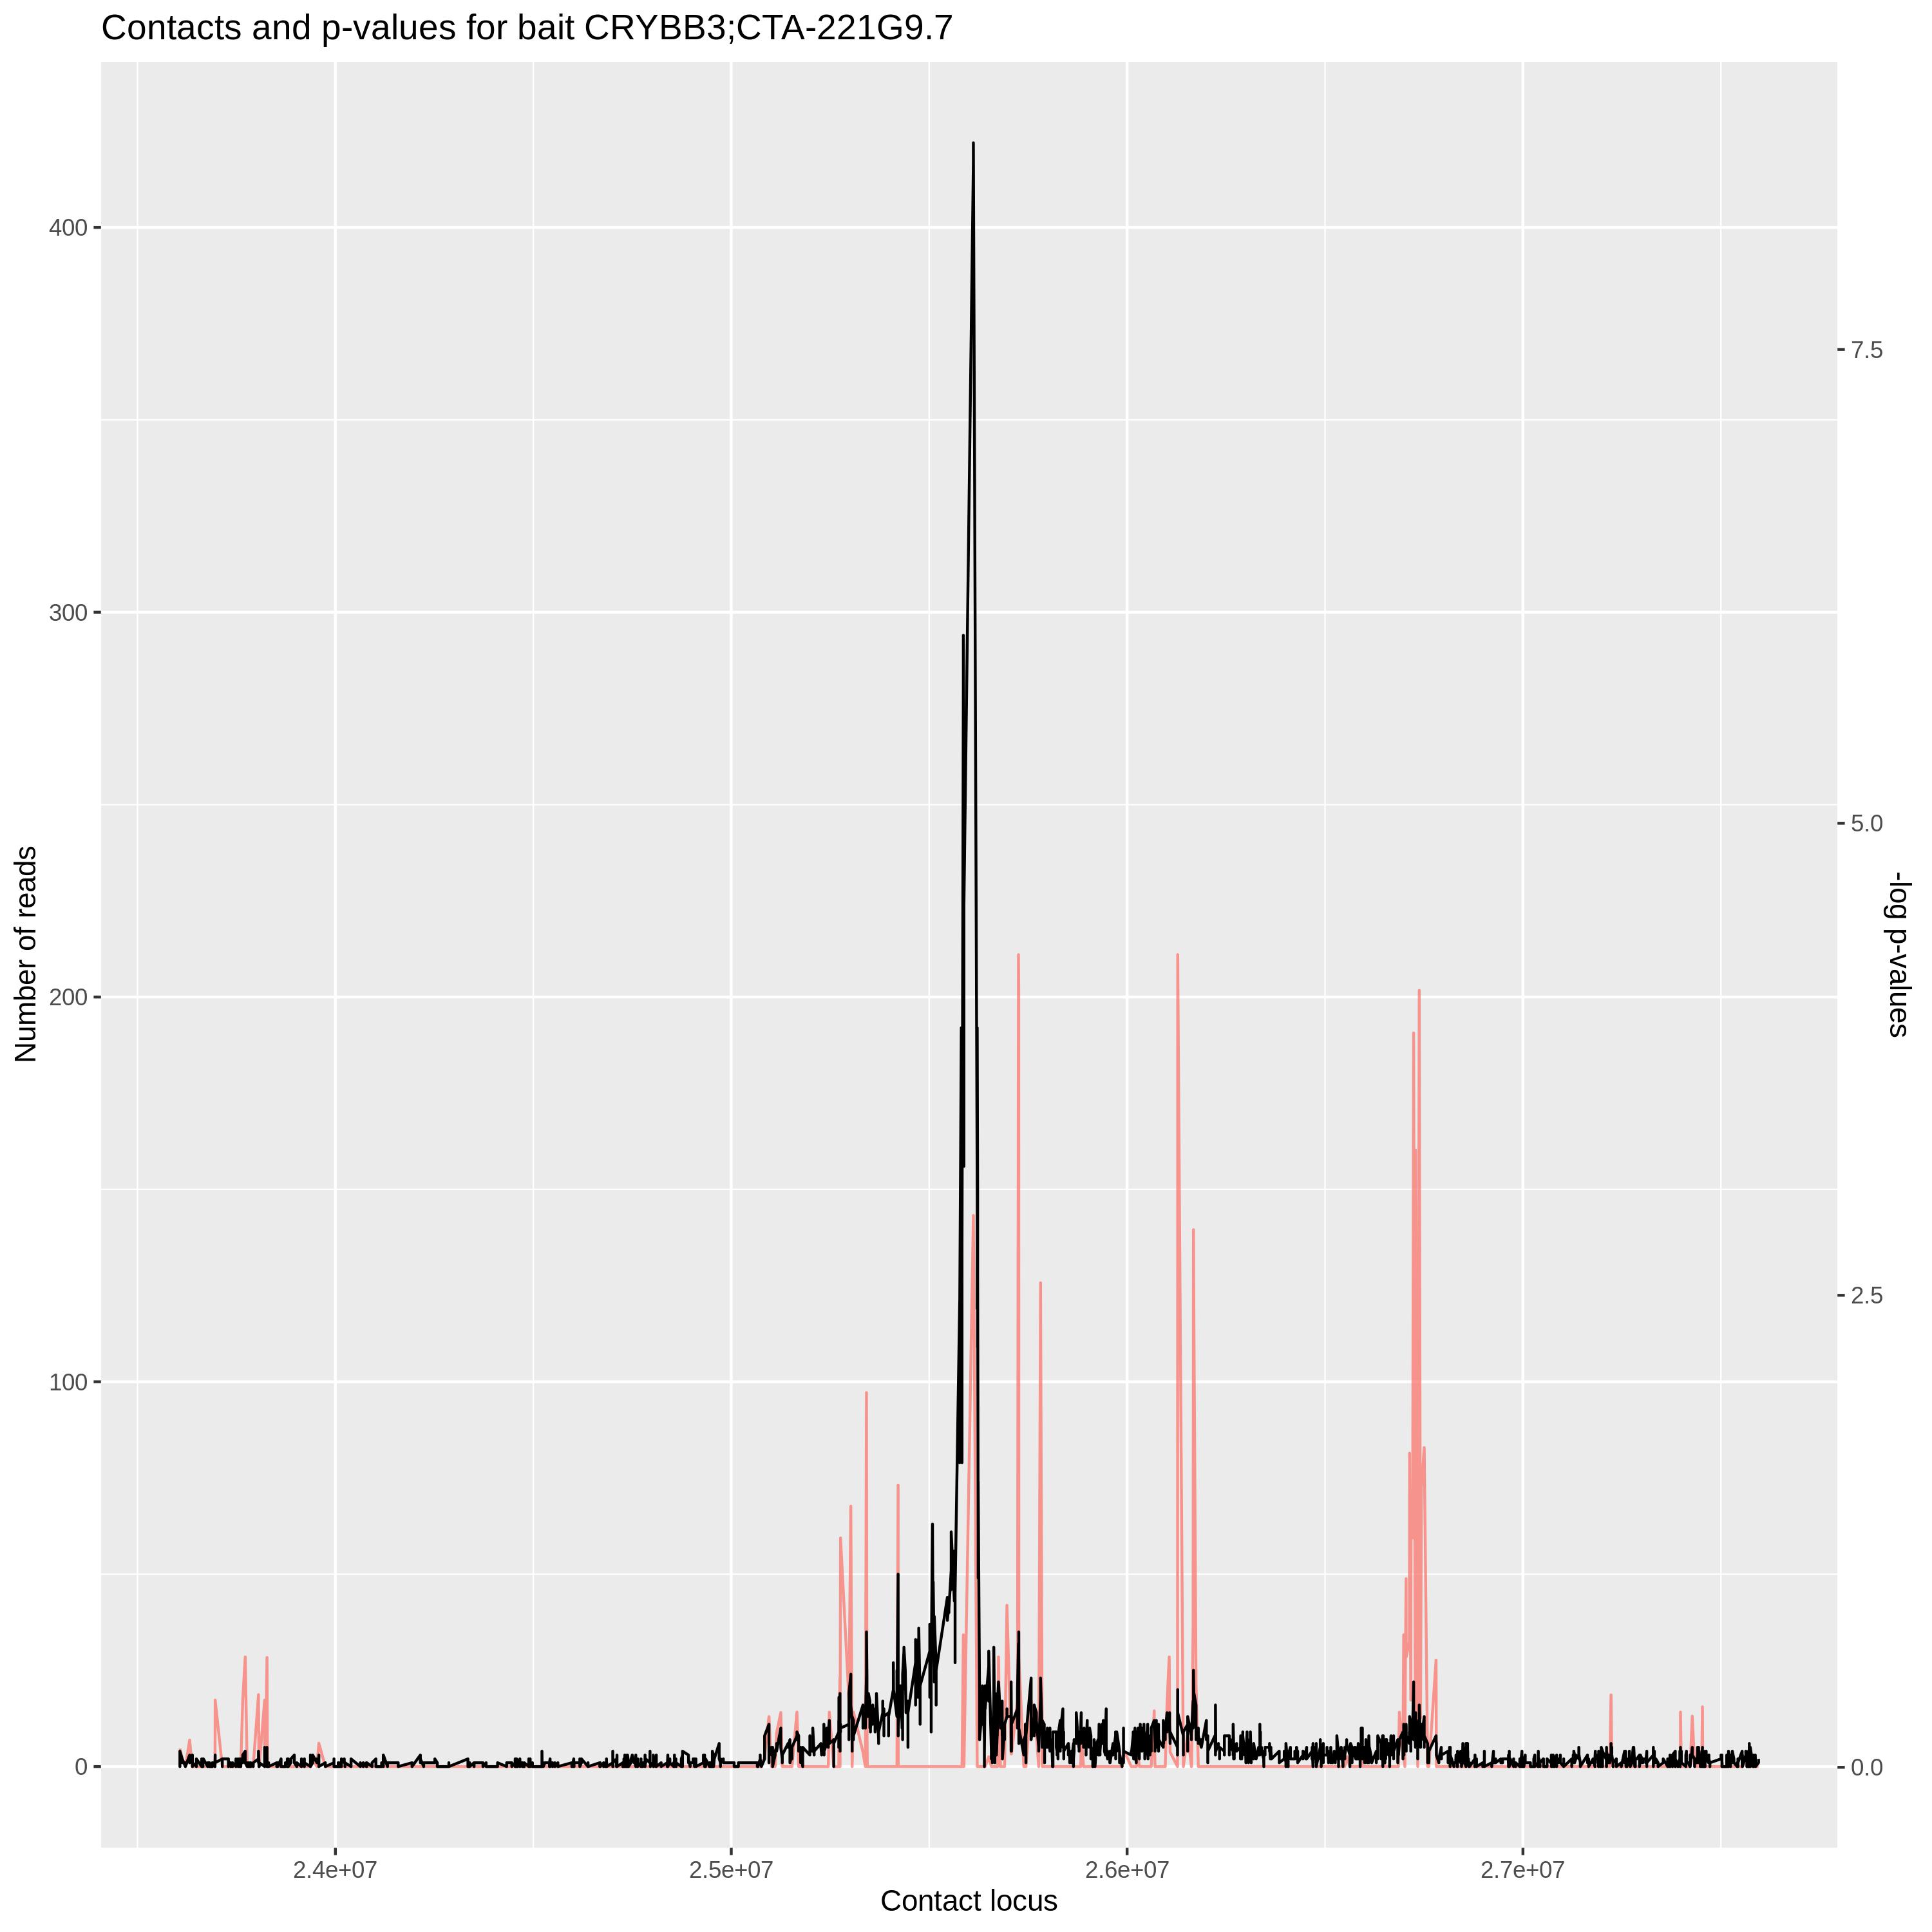 Contacts and p-values for bait CRYBB3;CTA-221G9.7
400
300
200
100
0
Number of reads
7.5
5.0
2.5
0.0
-log p-values
2.4e+07
2.5e+07
2.6e+07
2.7e+07
Contact locus